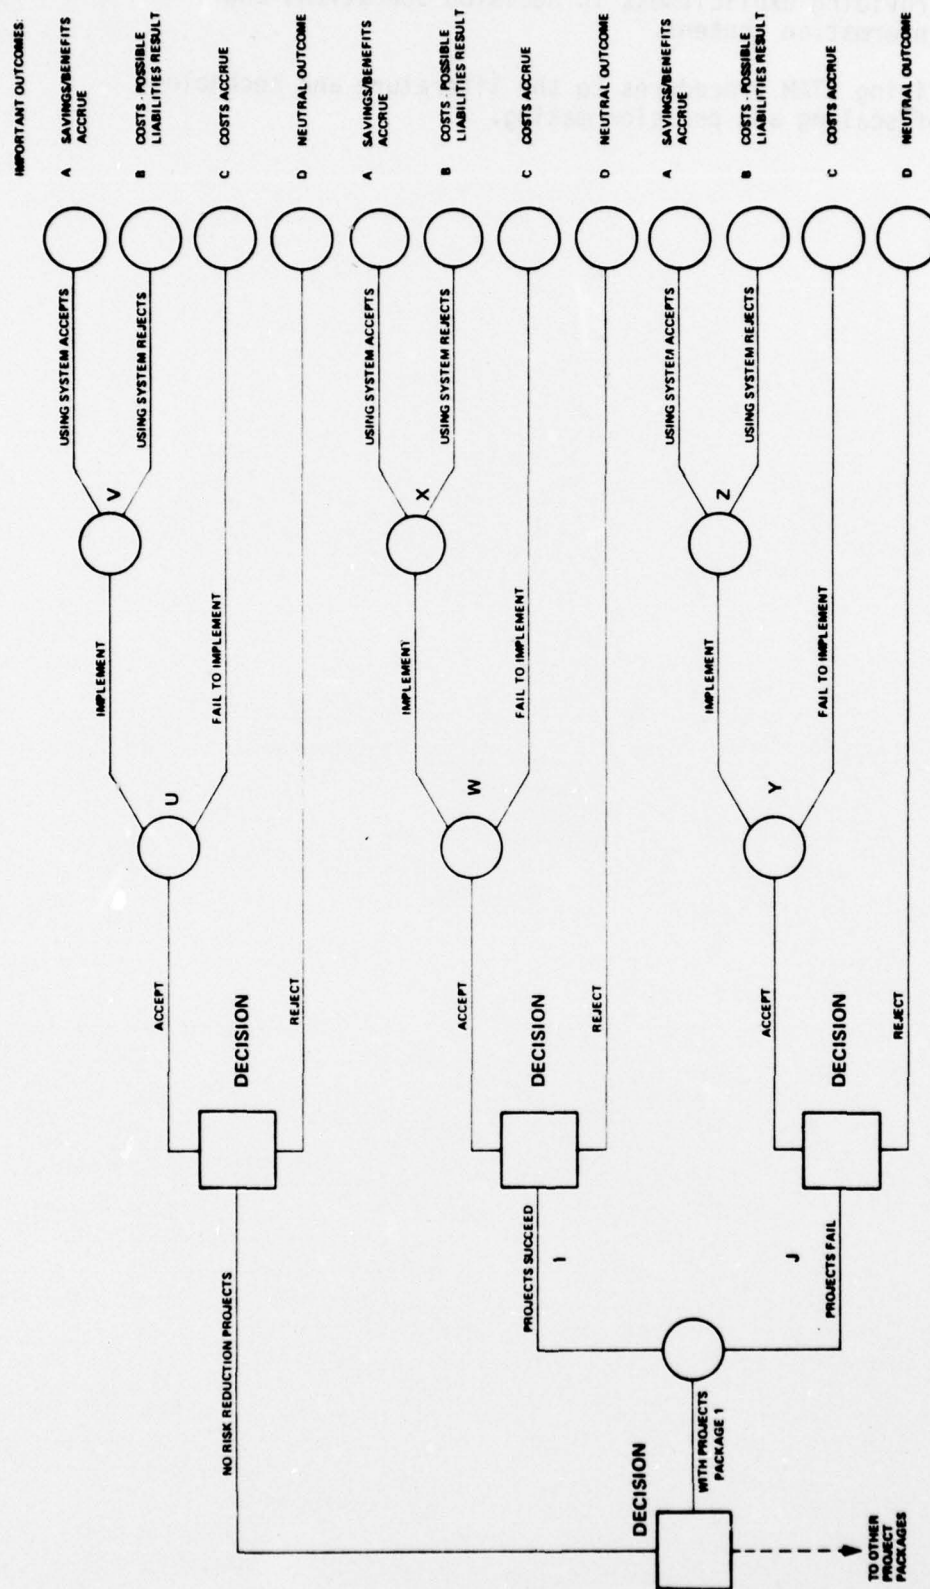 IMPORTANT OUTCOMES:
A SAVINGS/BENEFITS
ACCRUE
B COSTS - POSSIBLE
LIABILITIES RESULT
C COSTS ACCRUE
D NEUTRAL OUTCOME
A SAVINGS/BENEFITS
ACCRUE
B COSTS - POSSIBLE
LIABILITIES RESULT
C COSTS ACCRUE
D NEUTRAL OUTCOME
A SAVINGS/BENEFITS
ACCRUE
B COSTS - POSSIBLE
LIABILITIES RESULT
C COSTS ACCRUE
D NEUTRAL OUTCOME
USING SYSTEM ACCEPTS
USING SYSTEM REJECTS
V
IMPLEMENT
FAIL TO IMPLEMENT
U
ACCEPT
DECISION
REJECT
NO RISK REDUCTION PROJECTS
USING SYSTEM ACCEPTS
USING SYSTEM REJECTS
X
IMPLEMENT
FAIL TO IMPLEMENT
W
ACCEPT
DECISION
REJECT
PROJECTS SUCCEED
I
USING SYSTEM ACCEPTS
USING SYSTEM REJECTS
Z
IMPLEMENT
FAIL TO IMPLEMENT
Y
ACCEPT
DECISION
REJECT
PROJECTS FAIL
J
DECISION
WITH PROJECTS
PACKAGE 1
TO OTHER
PROJECT
PACKAGES